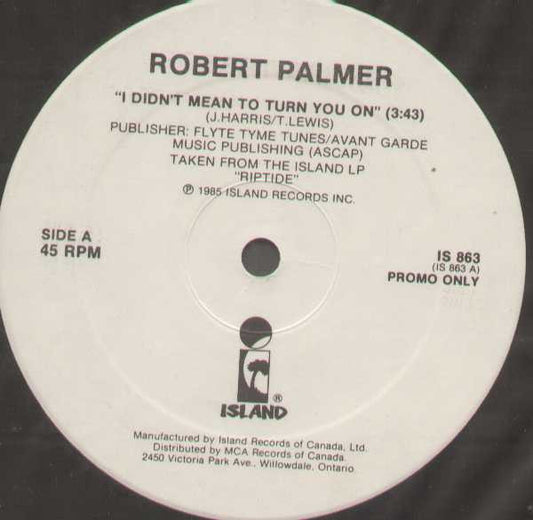 ROBERT PALMER
"I DIDN'T MEAN TO TURN YOU ON" (3:43)
(J.HARRIS/T.LEWIS)
PUBLISHER: FLYTE TYME TUNES/AVANT GARDE
MUSIC PUBLISHING (ASCAP)
TAKEN FROM THE ISLAND LP
"RIPTIDE"
℗ 1985 ISLAND RECORDS INC.
SIDE A
45 RPM
IS 863
(IS 863 A)
PROMO ONLY
ISLAND®
Manufactured by Island Records of Canada, Ltd.
Distributed by MCA Records of Canada.
2450 Victoria Park Ave., Willowdale, Ontario